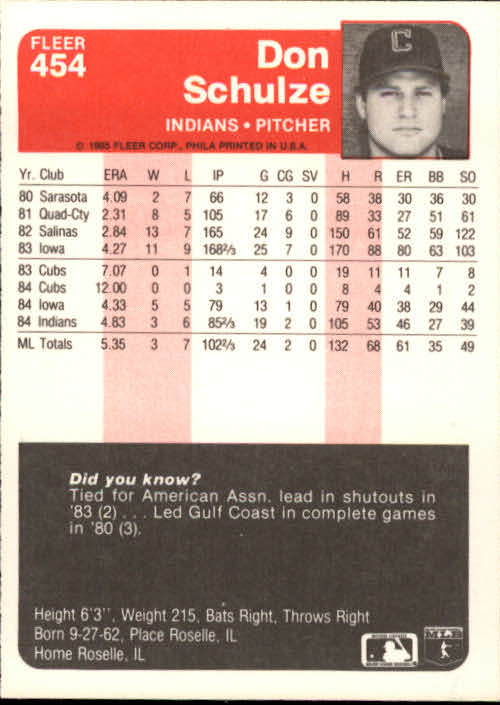 FLEER
454
Don
Schulze
INDIANS • PITCHER
C
© 1985 FLEER CORP., PHILA PRINTED IN U.S.A.
Yr. Club ERA W L IP G CG SV H R ER BB SO
80 Sarasota 4.09 2 7 66 12 3 0 58 38 30 36 30
81 Quad-Cty 2.31 8 5 105 17 6 0 89 33 27 51 61
82 Salinas 2.84 13 7 165 24 9 0 150 61 52 59 122
83 Iowa 4.27 11 9 168⅔ 25 7 0 170 88 80 63 103
83 Cubs 7.07 0 1 14 4 0 0 19 11 11 7 8
84 Cubs 12.00 0 0 3 1 0 0 8 4 4 1 2
84 Iowa 4.33 5 5 79 13 1 0 79 40 38 29 44
84 Indians 4.83 3 6 85⅔ 19 2 0 105 53 46 27 39
ML Totals 5.35 3 7 102⅔ 24 2 0 132 68 61 35 49
Did you know?
Tied for American Assn. lead in shutouts in
'83 (2) . . . Led Gulf Coast in complete games
in '80 (3).
Height 6'3'', Weight 215, Bats Right, Throws Right
Born 9-27-62, Place Roselle, IL
Home Roselle, IL